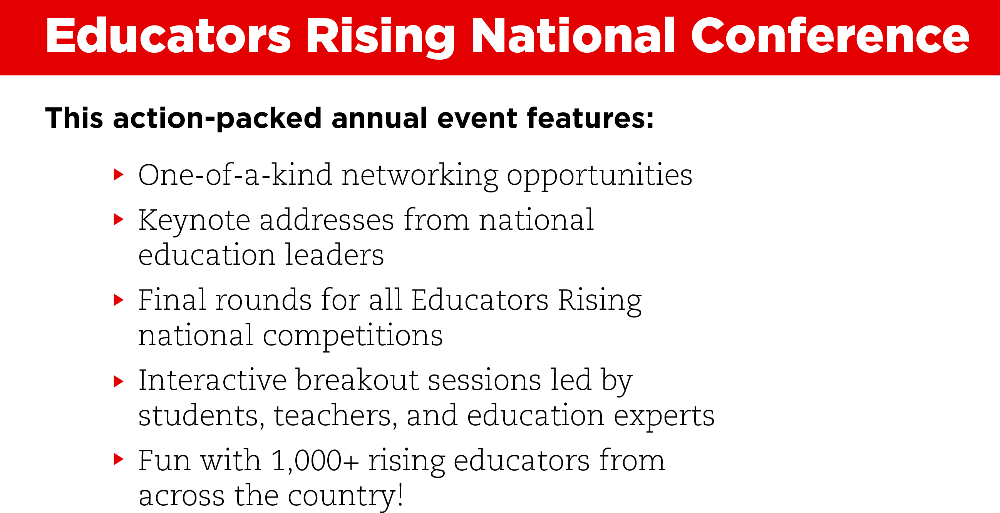 Educators Rising National Conference
This action-packed annual event features:
‣ One-of-a-kind networking opportunities
‣ Keynote addresses from national
education leaders
‣ Final rounds for all Educators Rising
national competitions
‣ Interactive breakout sessions led by
students, teachers, and education experts
‣ Fun with 1,000+ rising educators from
across the country!